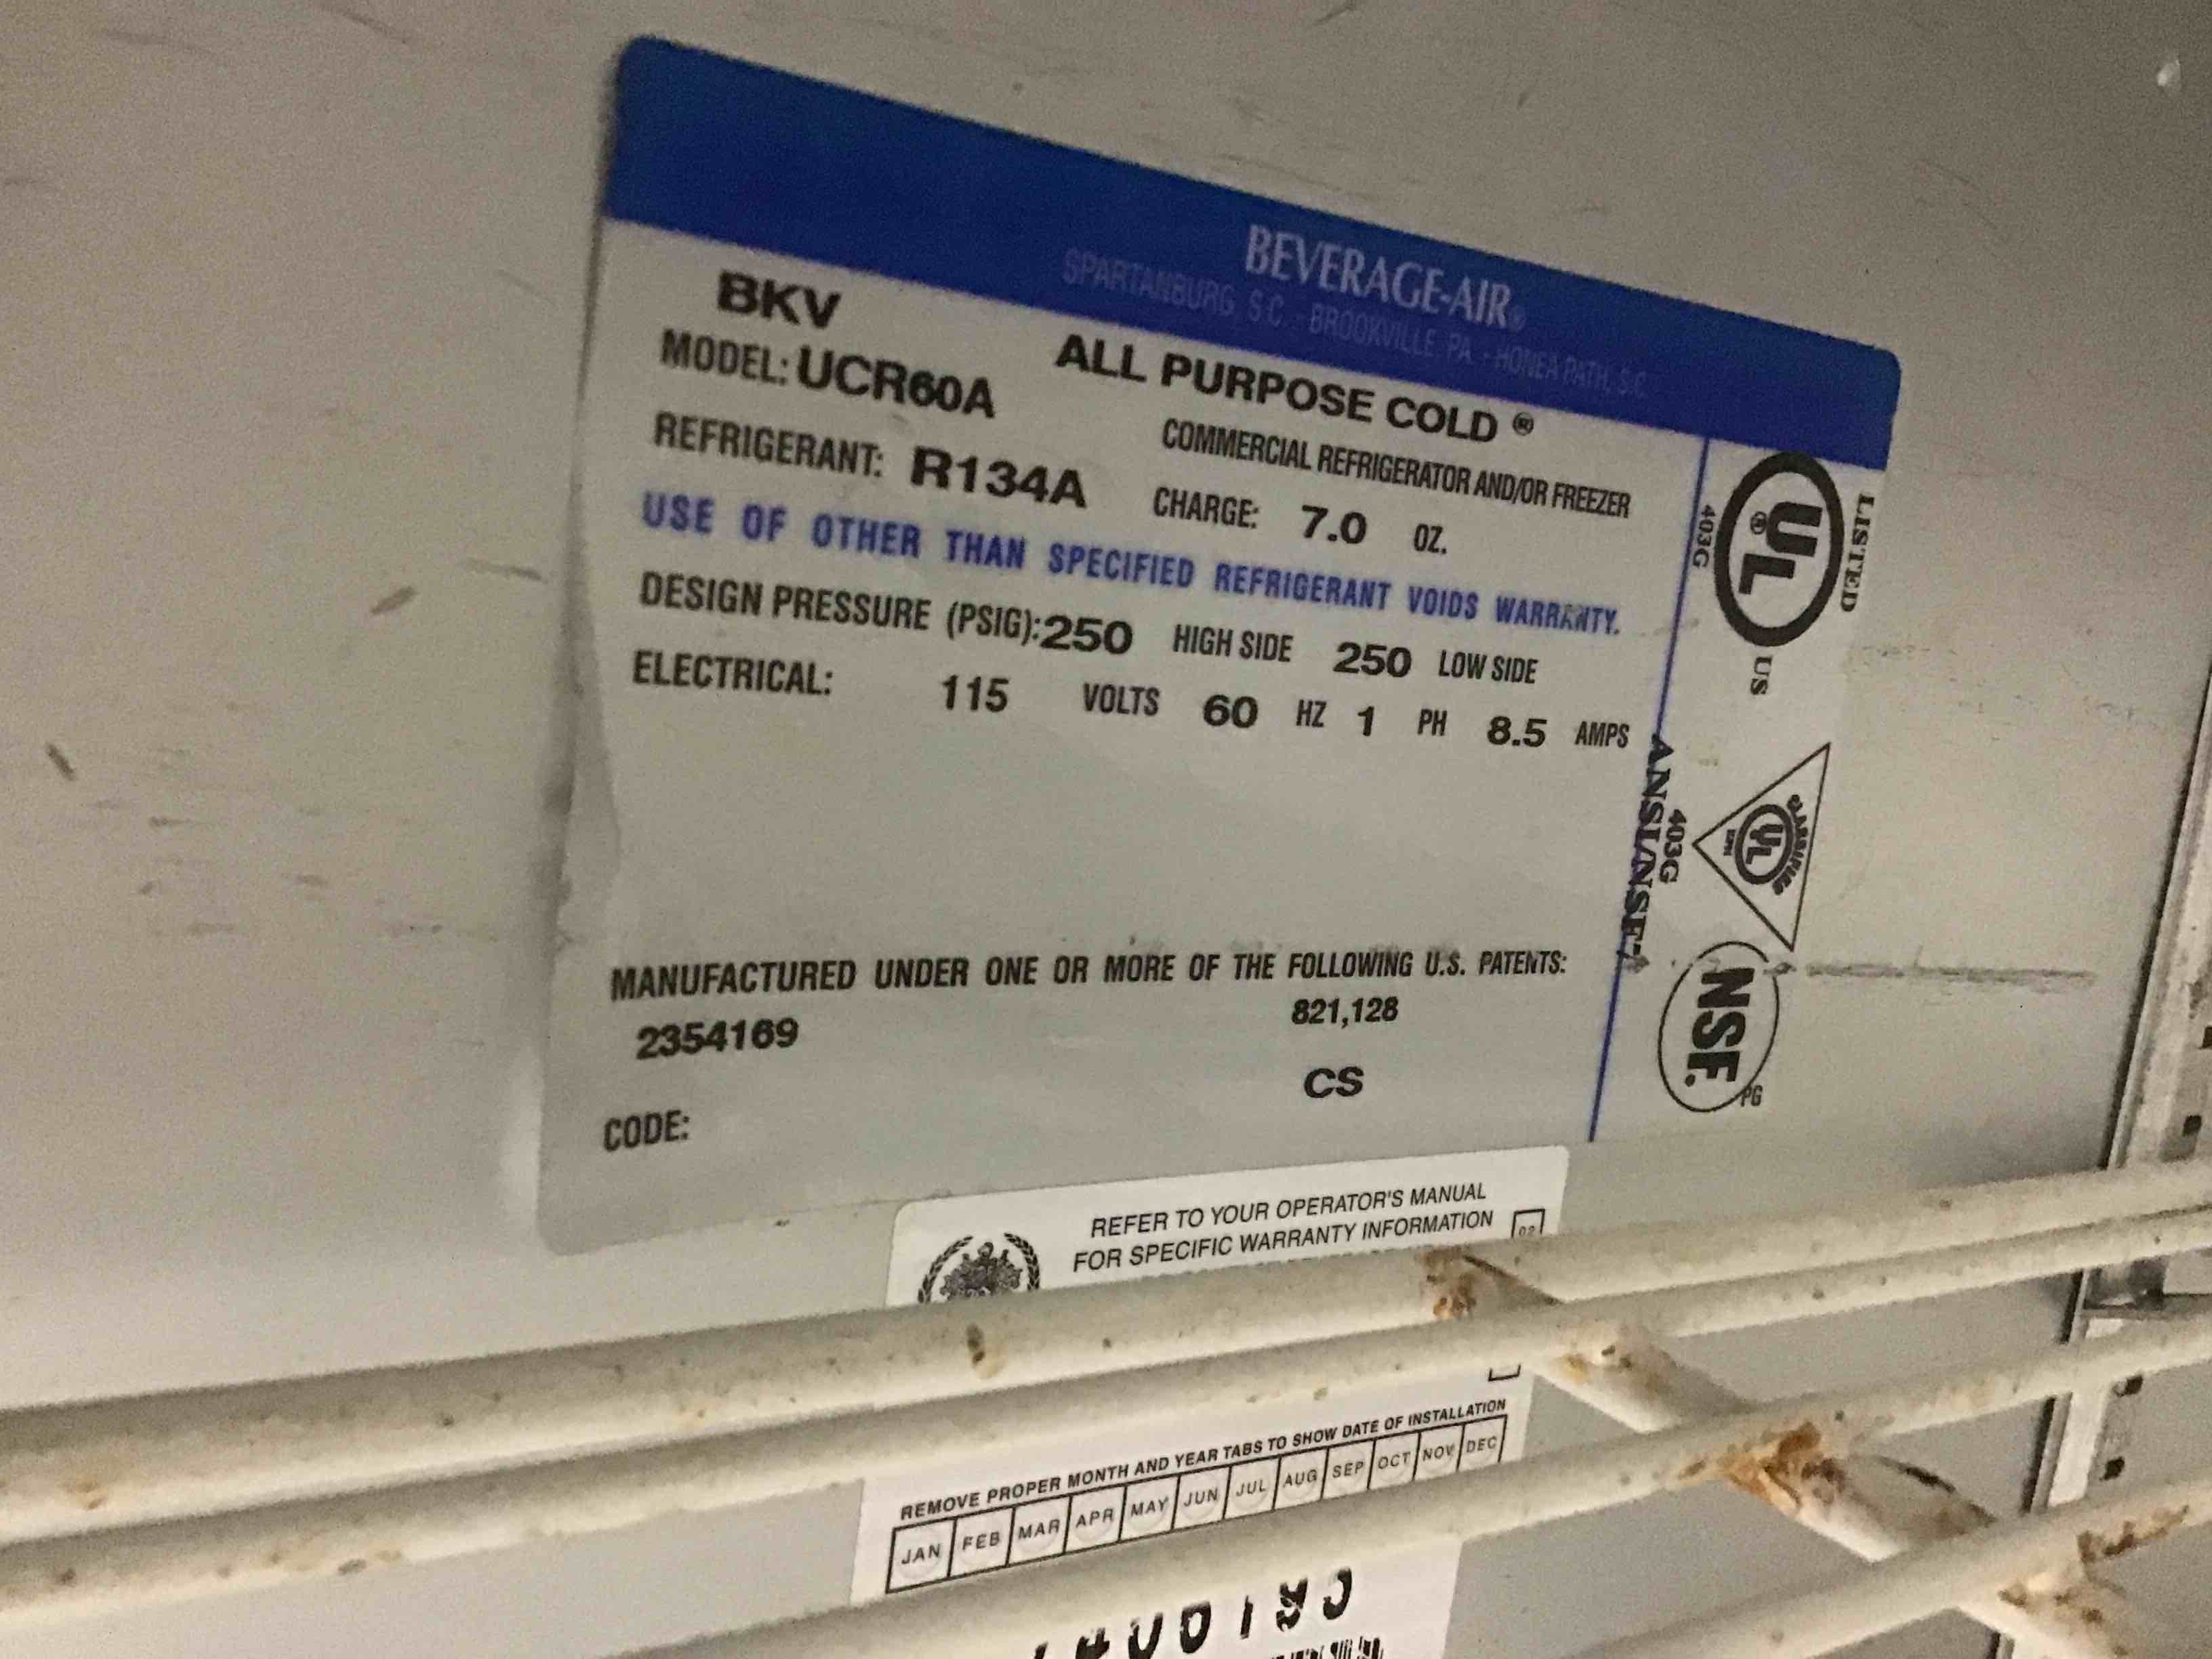 BEVERAGE-AIR®
SPARTANBURG, S.C. - BROOKVILLE, PA. - HONEA PATH, S.C.
BKV
ALL PURPOSE COLD ®
MODEL: UCR60A
COMMERCIAL REFRIGERATOR AND/OR FREEZER
REFRIGERANT: R134A CHARGE: 7.0 OZ.
USE OF OTHER THAN SPECIFIED REFRIGERANT VOIDS WARRANTY.
DESIGN PRESSURE (PSIG): 250 HIGH SIDE 250 LOW SIDE
ELECTRICAL: 115 VOLTS 60 HZ 1 PH 8.5 AMPS
MANUFACTURED UNDER ONE OR MORE OF THE FOLLOWING U.S. PATENTS:
2354169 821,128
CS
CODE:
LISTED
UL®
403G
US
CLASSIFIED
UL
EPH
403G
ANSI/NSF-
NSF.
PG
REFER TO YOUR OPERATOR'S MANUAL
FOR SPECIFIC WARRANTY INFORMATION
02
REMOVE PROPER MONTH AND YEAR TABS TO SHOW DATE OF INSTALLATION
JAN FEB MAR APR MAY JUN JUL AUG SEP OCT NOV DEC